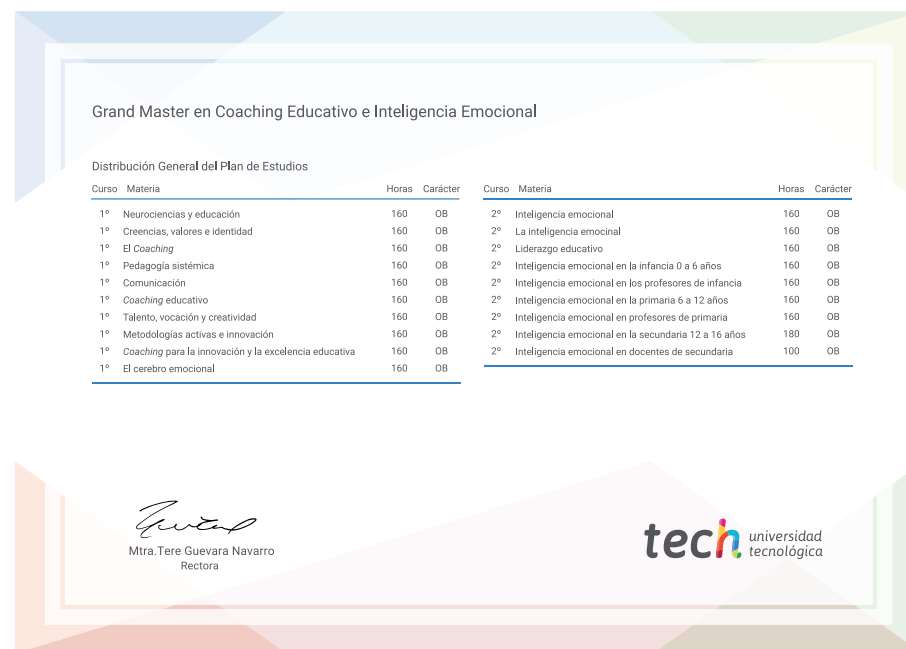 Grand Master en Coaching Educativo e Inteligencia Emocional
Distribución General del Plan de Estudios
Curso Materia Horas Carácter
1º Neurociencias y educación 160 OB
1º Creencias, valores e identidad 160 OB
1º El Coaching 160 OB
1º Pedagogía sistémica 160 OB
1º Comunicación 160 OB
1º Coaching educativo 160 OB
1º Talento, vocación y creatividad 160 OB
1º Metodologías activas e innovación 160 OB
1º Coaching para la innovación y la excelencia educativa 160 OB
1º El cerebro emocional 160 OB
Curso Materia Horas Carácter
2º Inteligencia emocional 160 OB
2º La inteligencia emocinal 160 OB
2º Liderazgo educativo 160 OB
2º Inteligencia emocional en la infancia 0 a 6 años 160 OB
2º Inteligencia emocional en los profesores de infancia 160 OB
2º Inteligencia emocional en la primaria 6 a 12 años 160 OB
2º Inteligencia emocional en profesores de primaria 160 OB
2º Inteligencia emocional en la secundaria 12 a 16 años 180 OB
2º Inteligencia emocional en docentes de secundaria 100 OB
Mtra.Tere Guevara Navarro
Rectora
tech universidad
tecnológica